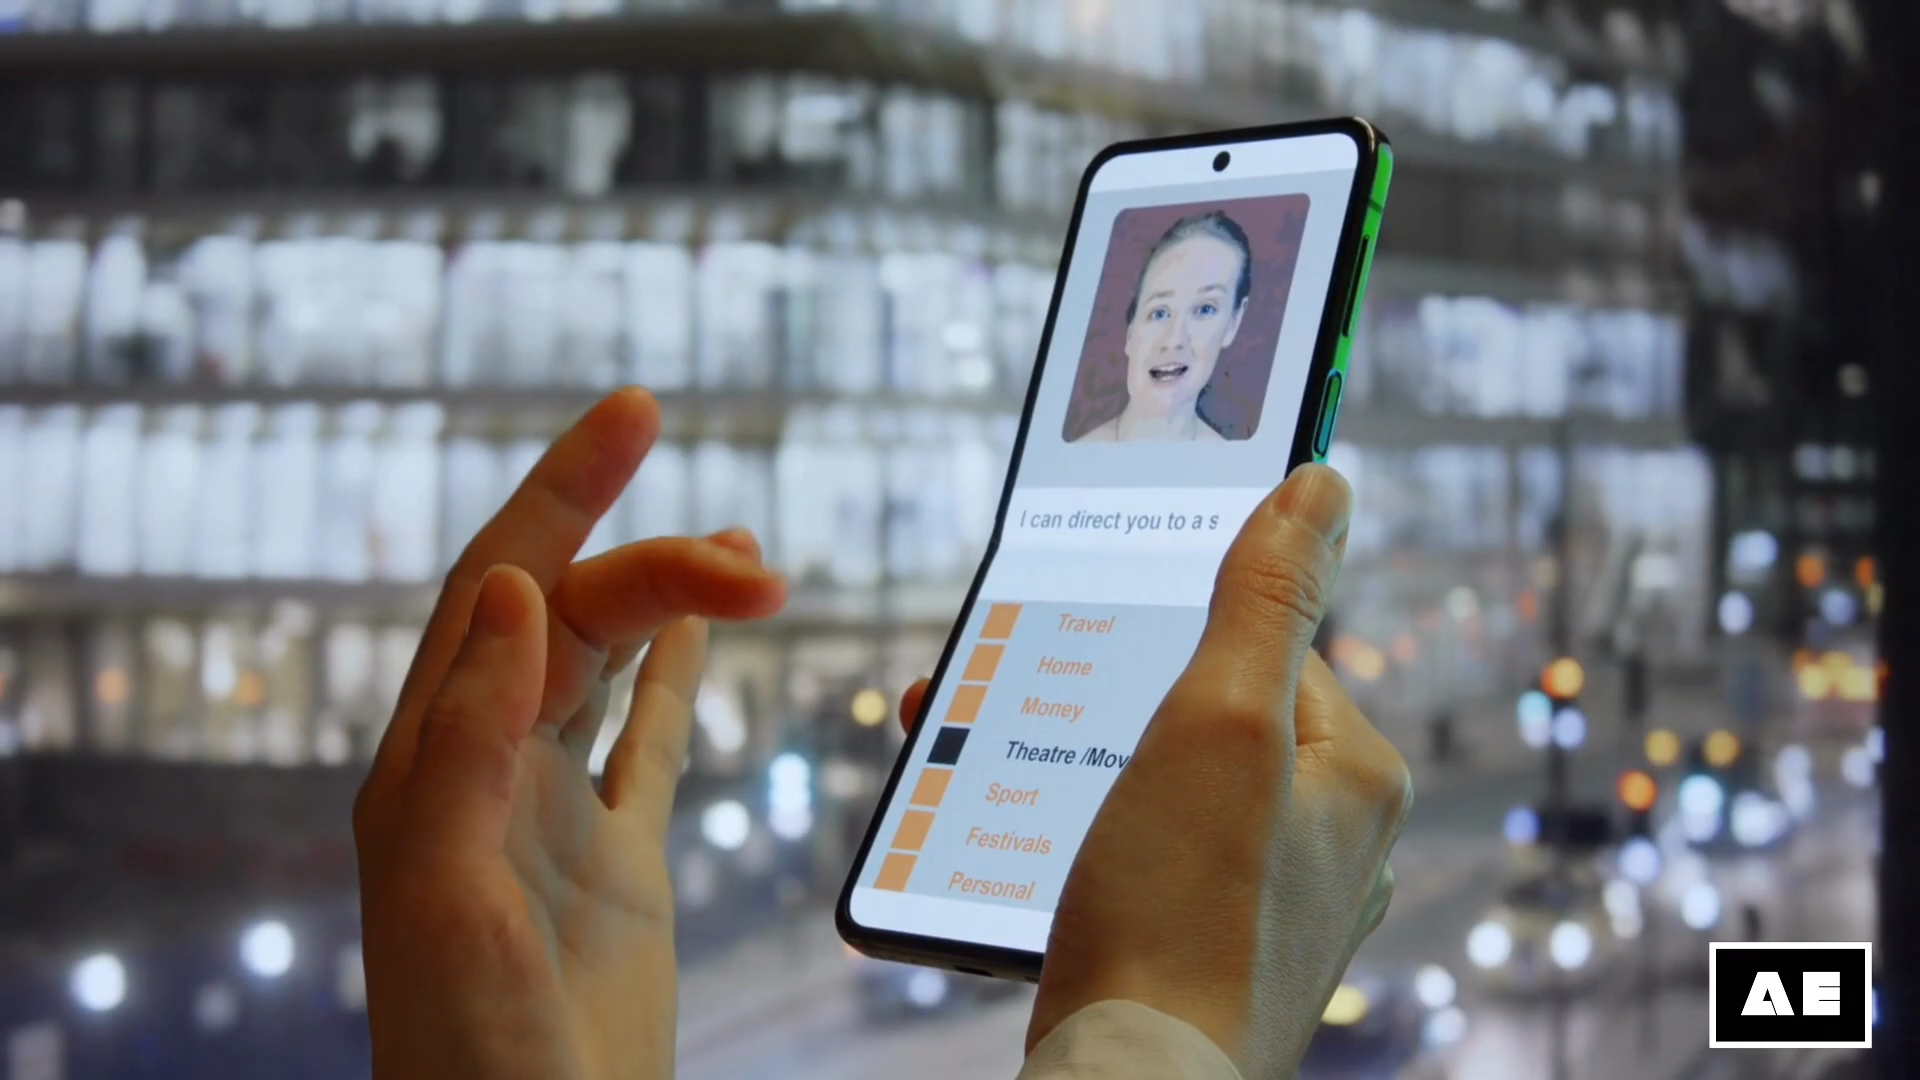 I can direct you to a s
Travel
Home
Money
Theatre /Mov
Sport
Festivals
Personal
AE